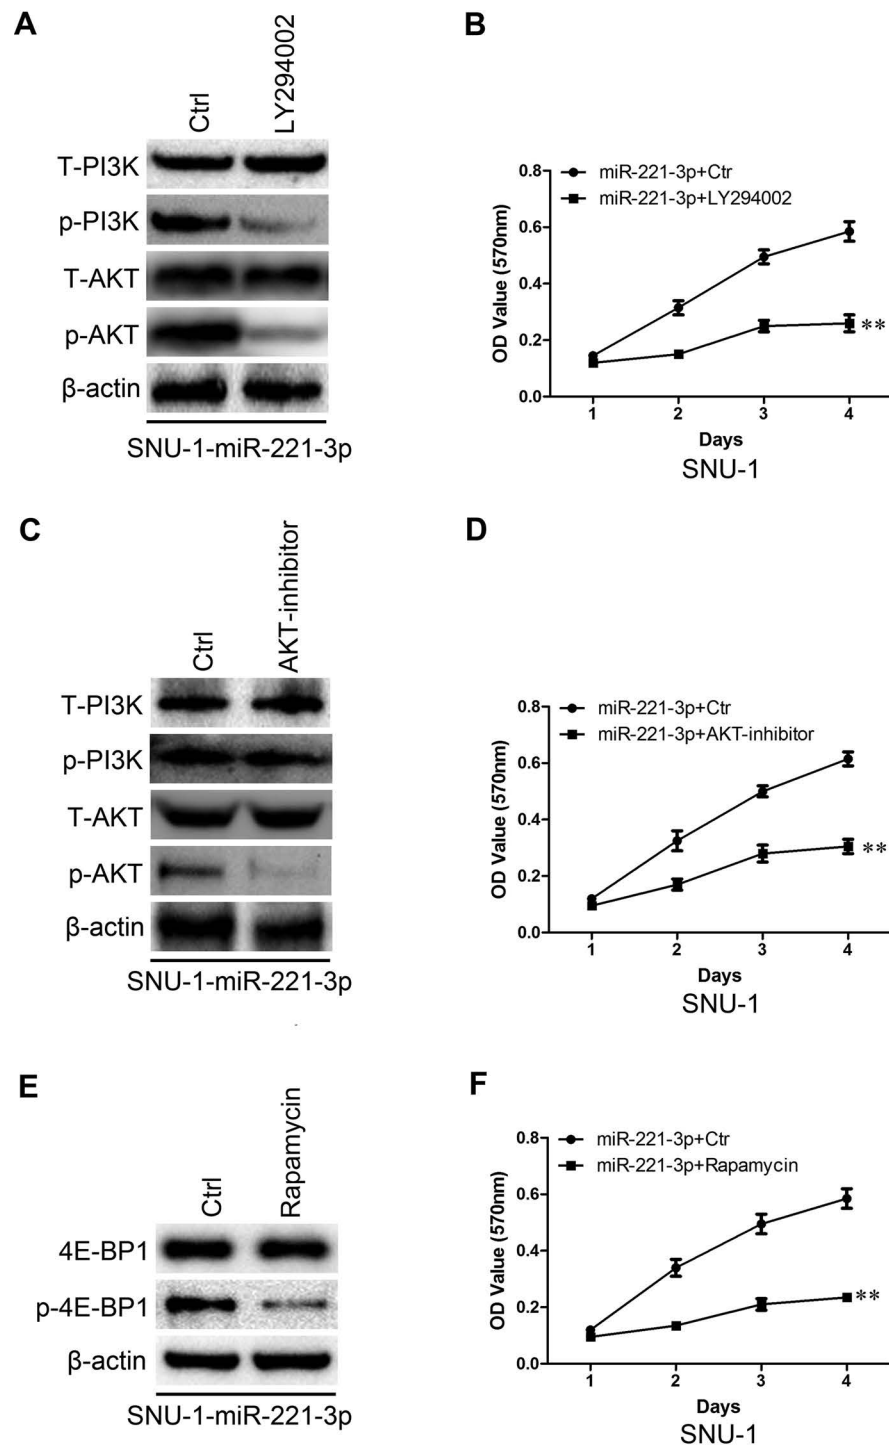 A
Ctrl
LY294002
T-PI3K
p-PI3K
T-AKT
p-AKT
β-actin
SNU-1-miR-221-3p
B
miR-221-3p+Ctr
miR-221-3p+LY294002
OD Value (570nm)
0.8
0.6
0.4
0.2
0.0
**
1 2 3 4
Days
SNU-1
C
Ctrl
AKT-inhibitor
T-PI3K
p-PI3K
T-AKT
p-AKT
β-actin
SNU-1-miR-221-3p
D
miR-221-3p+Ctr
miR-221-3p+AKT-inhibitor
OD Value (570nm)
0.8
0.6
0.4
0.2
0.0
**
1 2 3 4
Days
SNU-1
E
Ctrl
Rapamycin
4E-BP1
p-4E-BP1
β-actin
SNU-1-miR-221-3p
F
miR-221-3p+Ctr
miR-221-3p+Rapamycin
OD Value (570nm)
0.8
0.6
0.4
0.2
0.0
**
1 2 3 4
Days
SNU-1